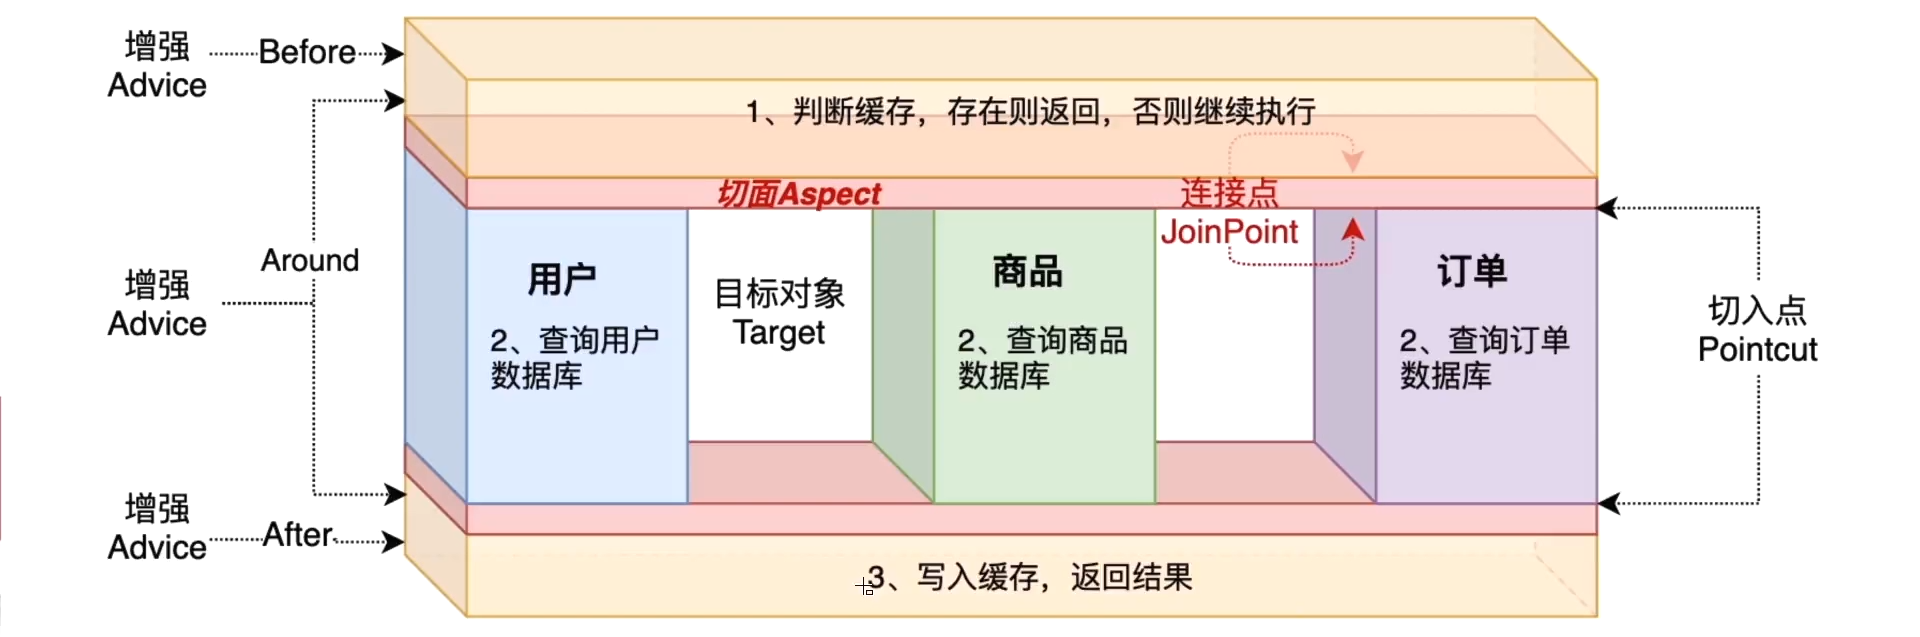 增强
Advice
Before
1、判断缓存，存在则返回，否则继续执行
切面Aspect
连接点
JoinPoint
Around
增强
Advice
用户
2、查询用户
数据库
目标对象
Target
商品
2、查询商品
数据库
订单
2、查询订单
数据库
切入点
Pointcut
增强
Advice
After
3、写入缓存，返回结果